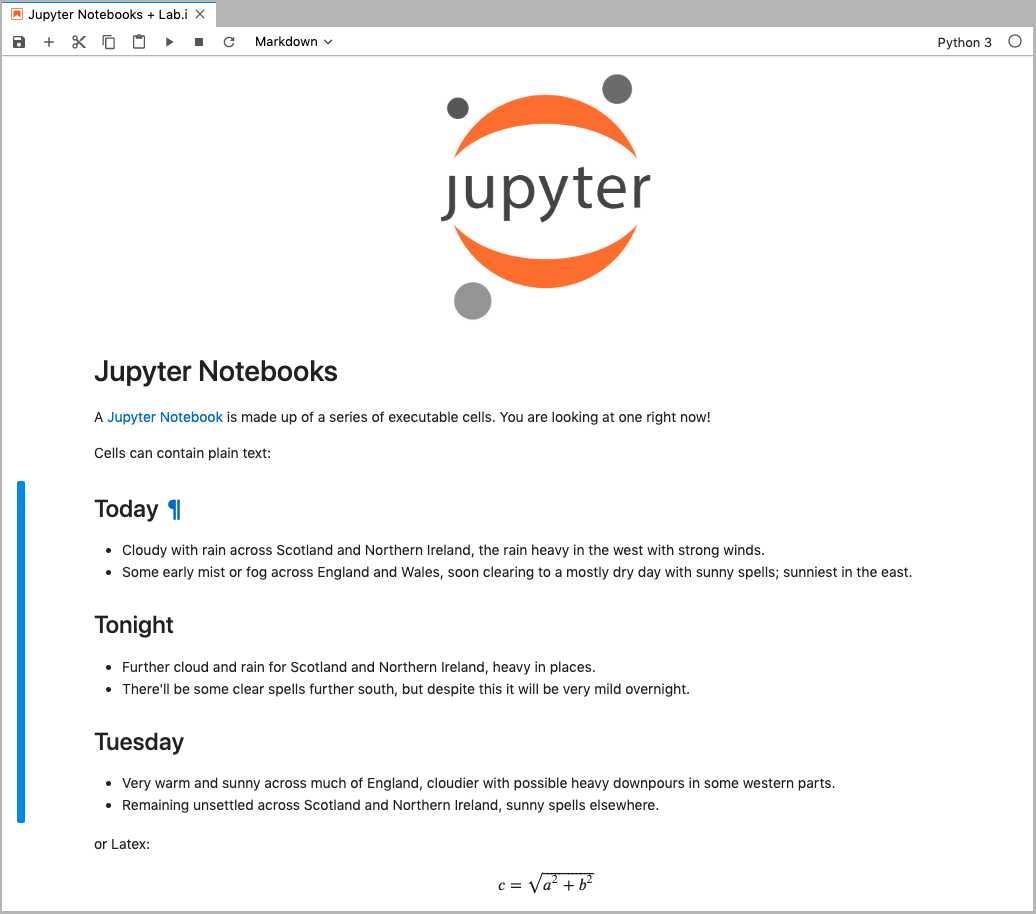 Jupyter Notebooks + Lab.i
Markdown
Python 3
jupyter
Jupyter Notebooks
A Jupyter Notebook is made up of a series of executable cells. You are looking at one right now!
Cells can contain plain text:
Today ¶
• Cloudy with rain across Scotland and Northern Ireland, the rain heavy in the west with strong winds.
• Some early mist or fog across England and Wales, soon clearing to a mostly dry day with sunny spells; sunniest in the east.
Tonight
• Further cloud and rain for Scotland and Northern Ireland, heavy in places.
• There'll be some clear spells further south, but despite this it will be very mild overnight.
Tuesday
• Very warm and sunny across much of England, cloudier with possible heavy downpours in some western parts.
• Remaining unsettled across Scotland and Northern Ireland, sunny spells elsewhere.
or Latex:
c = √a² + b²